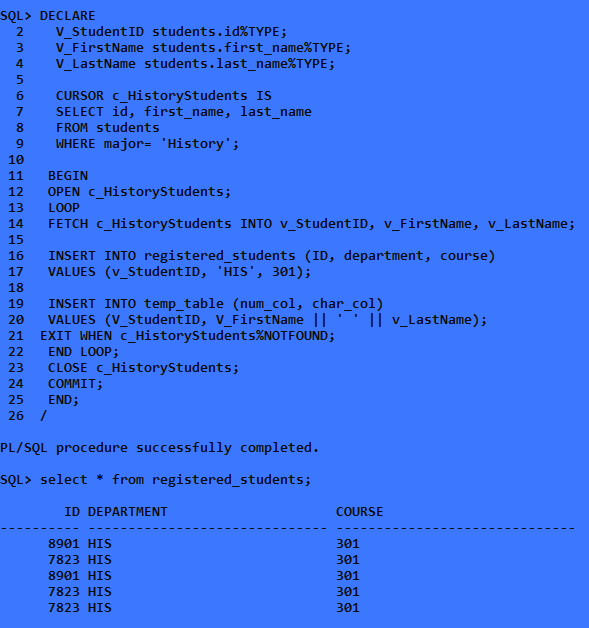 SQL> DECLARE
  2    V_StudentID students.id%TYPE;
  3    V_FirstName students.first_name%TYPE;
  4    V_LastName students.last_name%TYPE;
  5
  6    CURSOR c_HistoryStudents IS
  7    SELECT id, first_name, last_name
  8    FROM students
  9    WHERE major= 'History';
 10
 11   BEGIN
 12   OPEN c_HistoryStudents;
 13   LOOP
 14   FETCH c_HistoryStudents INTO v_StudentID, v_FirstName, v_LastName;
 15
 16   INSERT INTO registered_students (ID, department, course)
 17   VALUES (v_StudentID, 'HIS', 301);
 18
 19   INSERT INTO temp_table (num_col, char_col)
 20   VALUES (V_StudentID, V_FirstName || ' ' || v_LastName);
 21  EXIT WHEN c_HistoryStudents%NOTFOUND;
 22   END LOOP;
 23   CLOSE c_HistoryStudents;
 24   COMMIT;
 25   END;
 26  /
PL/SQL procedure successfully completed.
SQL> select * from registered_students;
        ID DEPARTMENT                     COURSE
---------- ------------------------------ ------------------------------
      8901 HIS                            301
      7823 HIS                            301
      8901 HIS                            301
      7823 HIS                            301
      7823 HIS                            301